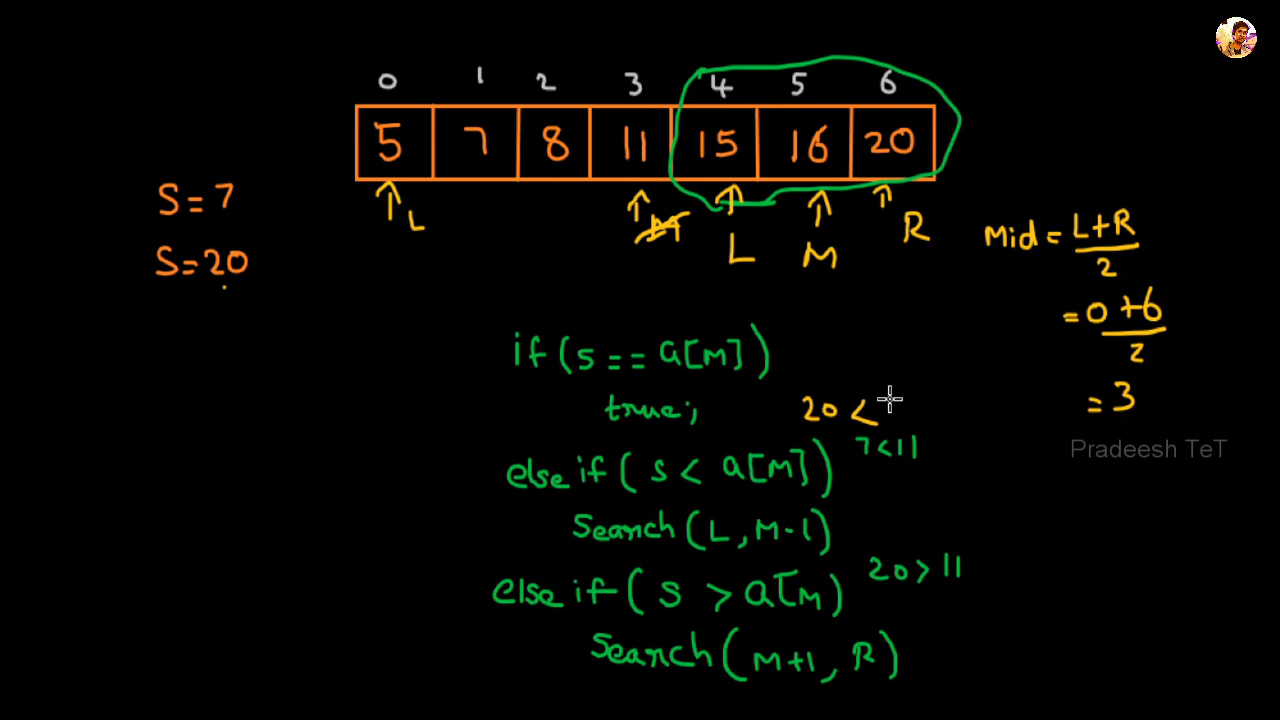 0 1 2 3 4 5 6
5 7 8 11 15 16 20
L M L M R
S = 7
S = 20
Mid = L+R
2
= 0 + 6
2
= 3
if (s == a[M])
true;
20 <
else if (s < a[M])
7 < 11
Search (L, M-1)
else if (s > a[M)
20 > 11
Search (M+1, R)
Pradeesh TeT